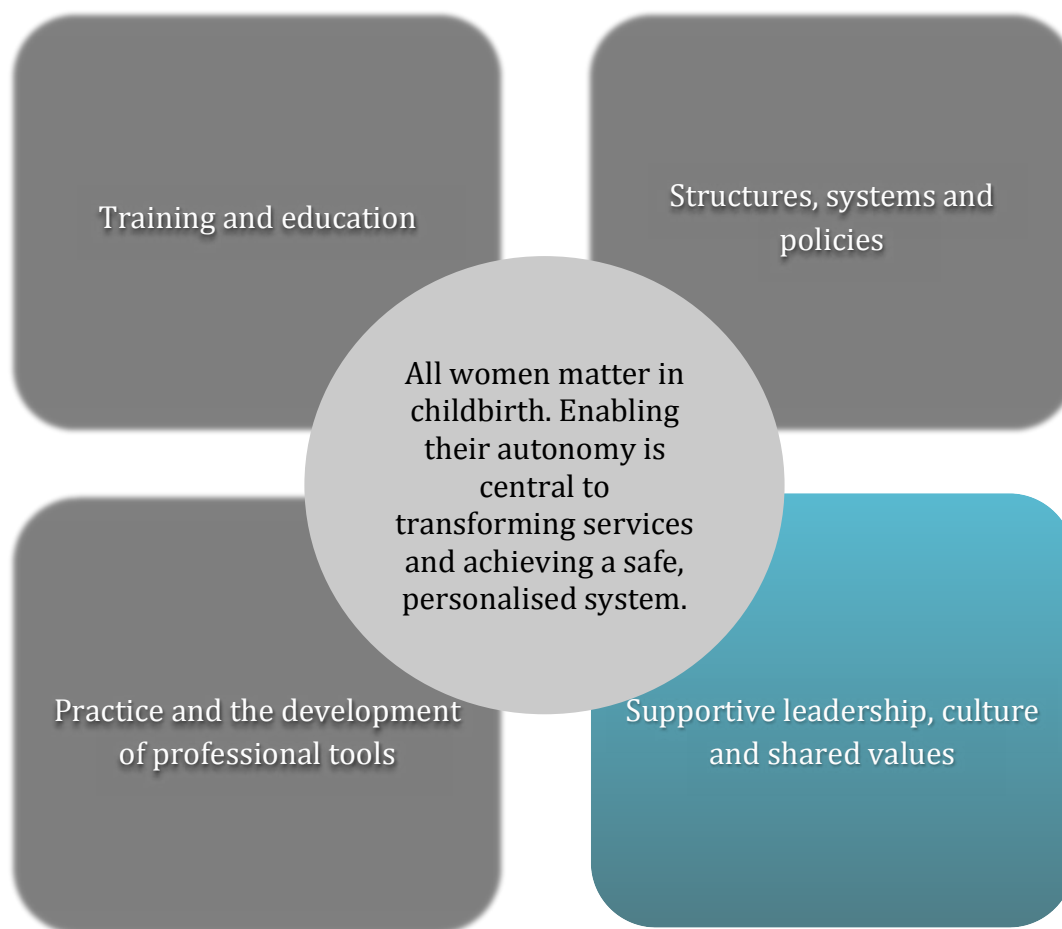 Training and education
Structures, systems and
policies
All women matter in
childbirth. Enabling
their autonomy is
central to
transforming services
and achieving a safe,
personalised system.
Practice and the development
of professional tools
Supportive leadership, culture
and shared values